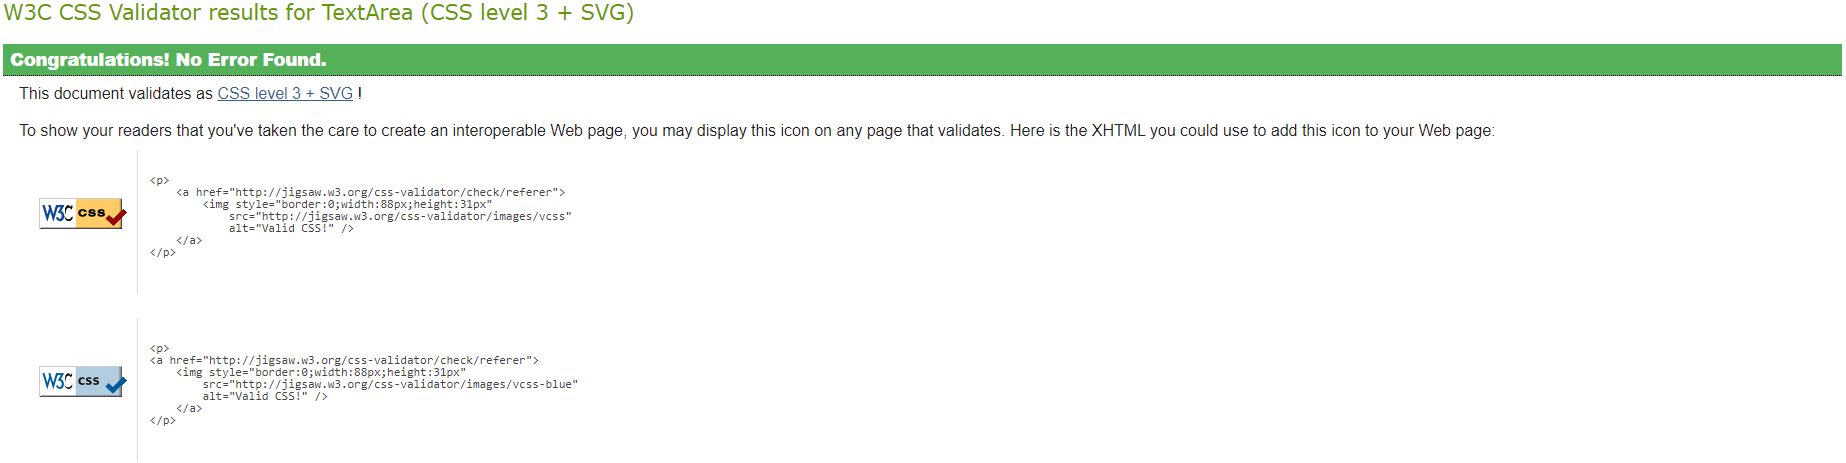 W3C CSS Validator results for TextArea (CSS level 3 + SVG)
Congratulations! No Error Found.
This document validates as CSS level 3 + SVG !
To show your readers that you've taken the care to create an interoperable Web page, you may display this icon on any page that validates. Here is the XHTML you could use to add this icon to your Web page:
W3C css
<p>
<a href="http://jigsaw.w3.org/css-validator/check/referer">
<img style="border:0;width:88px;height:31px"
src="http://jigsaw.w3.org/css-validator/images/vcss"
alt="Valid CSS!" />
</a>
</p>
W3C css
<p>
<a href="http://jigsaw.w3.org/css-validator/check/referer">
<img style="border:0;width:88px;height:31px"
src="http://jigsaw.w3.org/css-validator/images/vcss-blue"
alt="Valid CSS!" />
</a>
</p>